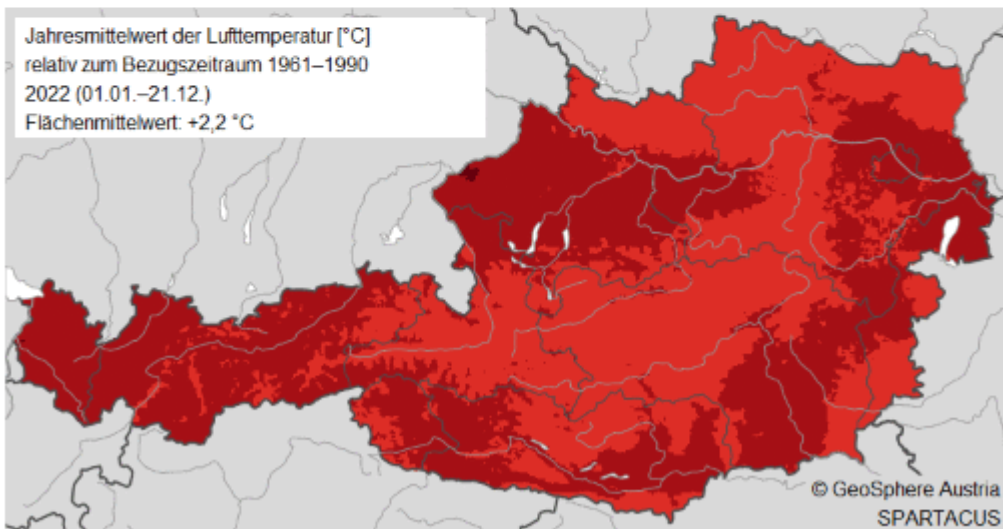 Jahresmittelwert der Lufttemperatur [°C]
relativ zum Bezugszeitraum 1961–1990
2022 (01.01.–21.12.)
Flächenmittelwert: +2,2 °C
© GeoSphere Austria
SPARTACUS